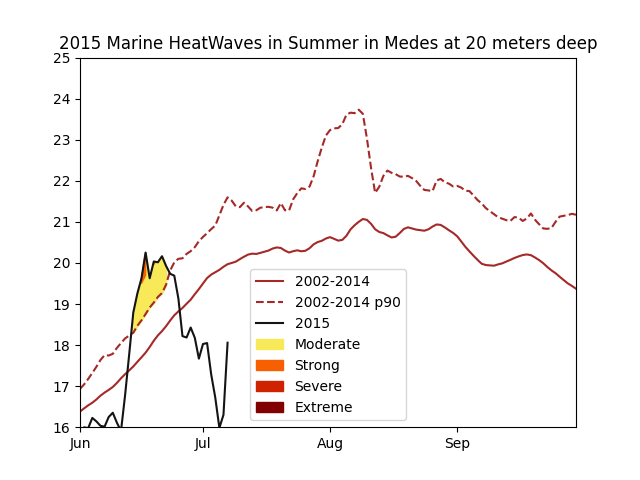 2015 Marine HeatWaves in Summer in Medes at 20 meters deep
25
24
23
22
21
20
19
18
17
16
Jun Jul Aug Sep
2002-2014
2002-2014 p90
2015
Moderate
Strong
Severe
Extreme